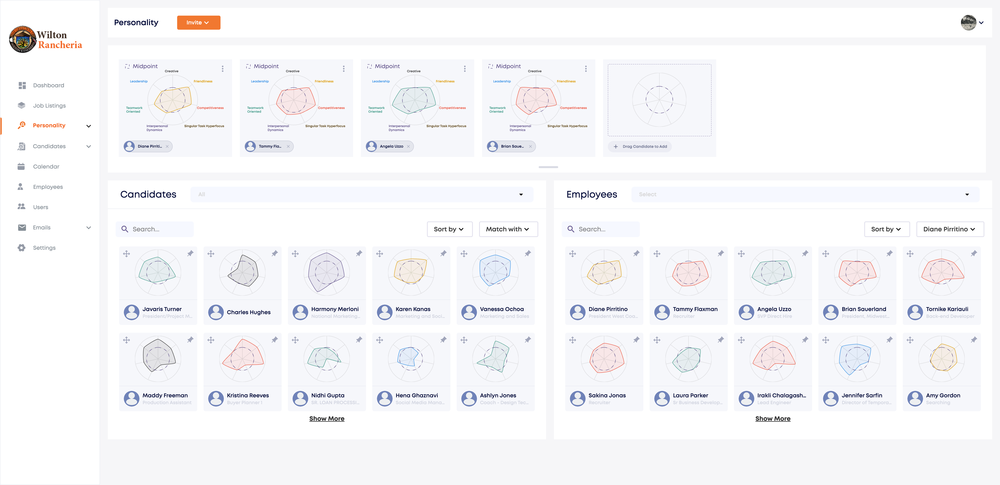 THE GREAT SEAL OF
WILTON RANCHERIA
Wilton
Rancheria
Dashboard
Job Listings
Personality
Candidates
Calendar
Employees
Users
Emails
Settings
Personality
Invite
Midpoint
Creative
Leadership
Friendliness
Teamwork
Oriented
Competitiveness
Interpersonal
Dynamics
Singular Task Hyperfocus
Diane Pirriti...
Midpoint
Creative
Leadership
Friendliness
Teamwork
Oriented
Competitiveness
Interpersonal
Dynamics
Singular Task Hyperfocus
Tammy Fla...
Midpoint
Creative
Leadership
Friendliness
Teamwork
Oriented
Competitiveness
Interpersonal
Dynamics
Singular Task Hyperfocus
Angela Uzzo
Midpoint
Creative
Leadership
Friendliness
Teamwork
Oriented
Competitiveness
Interpersonal
Dynamics
Singular Task Hyperfocus
Brian Saue...
Drag Candidate to Add
Candidates
All
Search...
Sort by
Match with
Javaris Turner
President/Project M...
Charles Hughes
Harmony Merloni
National Marketing...
Karen Kanas
Marketing and Soci...
Vanessa Ochoa
Marketing and Sales
Maddy Freeman
Production Assistant
Kristina Reeves
Buyer Planner 1
Nidhi Gupta
SR. LOAN PROCESSI...
Hena Ghaznavi
Social Media Mana...
Ashlyn Jones
Coach - Design Tec...
Show More
Employees
Select
Search...
Sort by
Diane Pirritino
Diane Pirritino
President West Coa...
Tammy Flaxman
Recruiter
Angela Uzzo
SVP Direct Hire
Brian Sauerland
President, Midwest...
Tornike Kariauli
Back-end Developer
Sakina Jonas
Recruiter
Laura Parker
Sr Business Develop...
Irakli Chalagash...
Lead Engineer
Jennifer Sarfin
Director of Tempora...
Amy Gordon
Searching
Show More